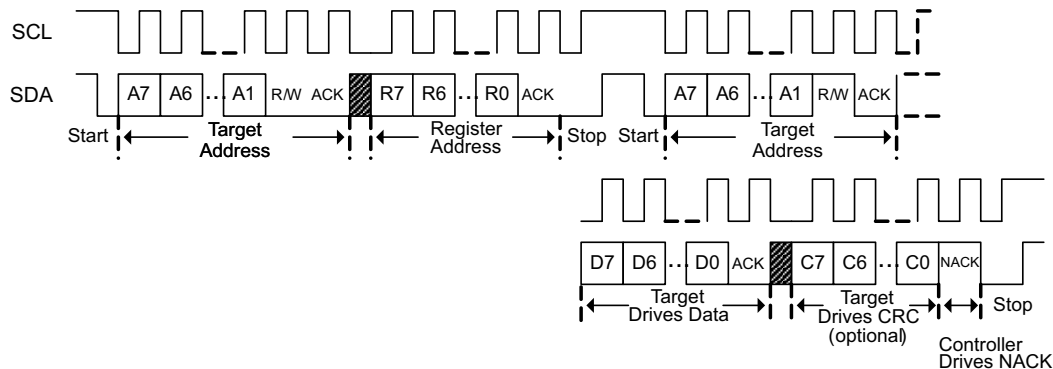 SCL
SDA A7 A6 ... A1 R/W ACK R7 R6 ... R0 ACK A7 A6 ... A1 R/W ACK
Start Target Address Register Address Stop Start Target Address
D7 D6 ... D0 ACK C7 C6 ... C0 NACK
Target Drives Data Target Drives CRC (optional) Stop
Controller Drives NACK